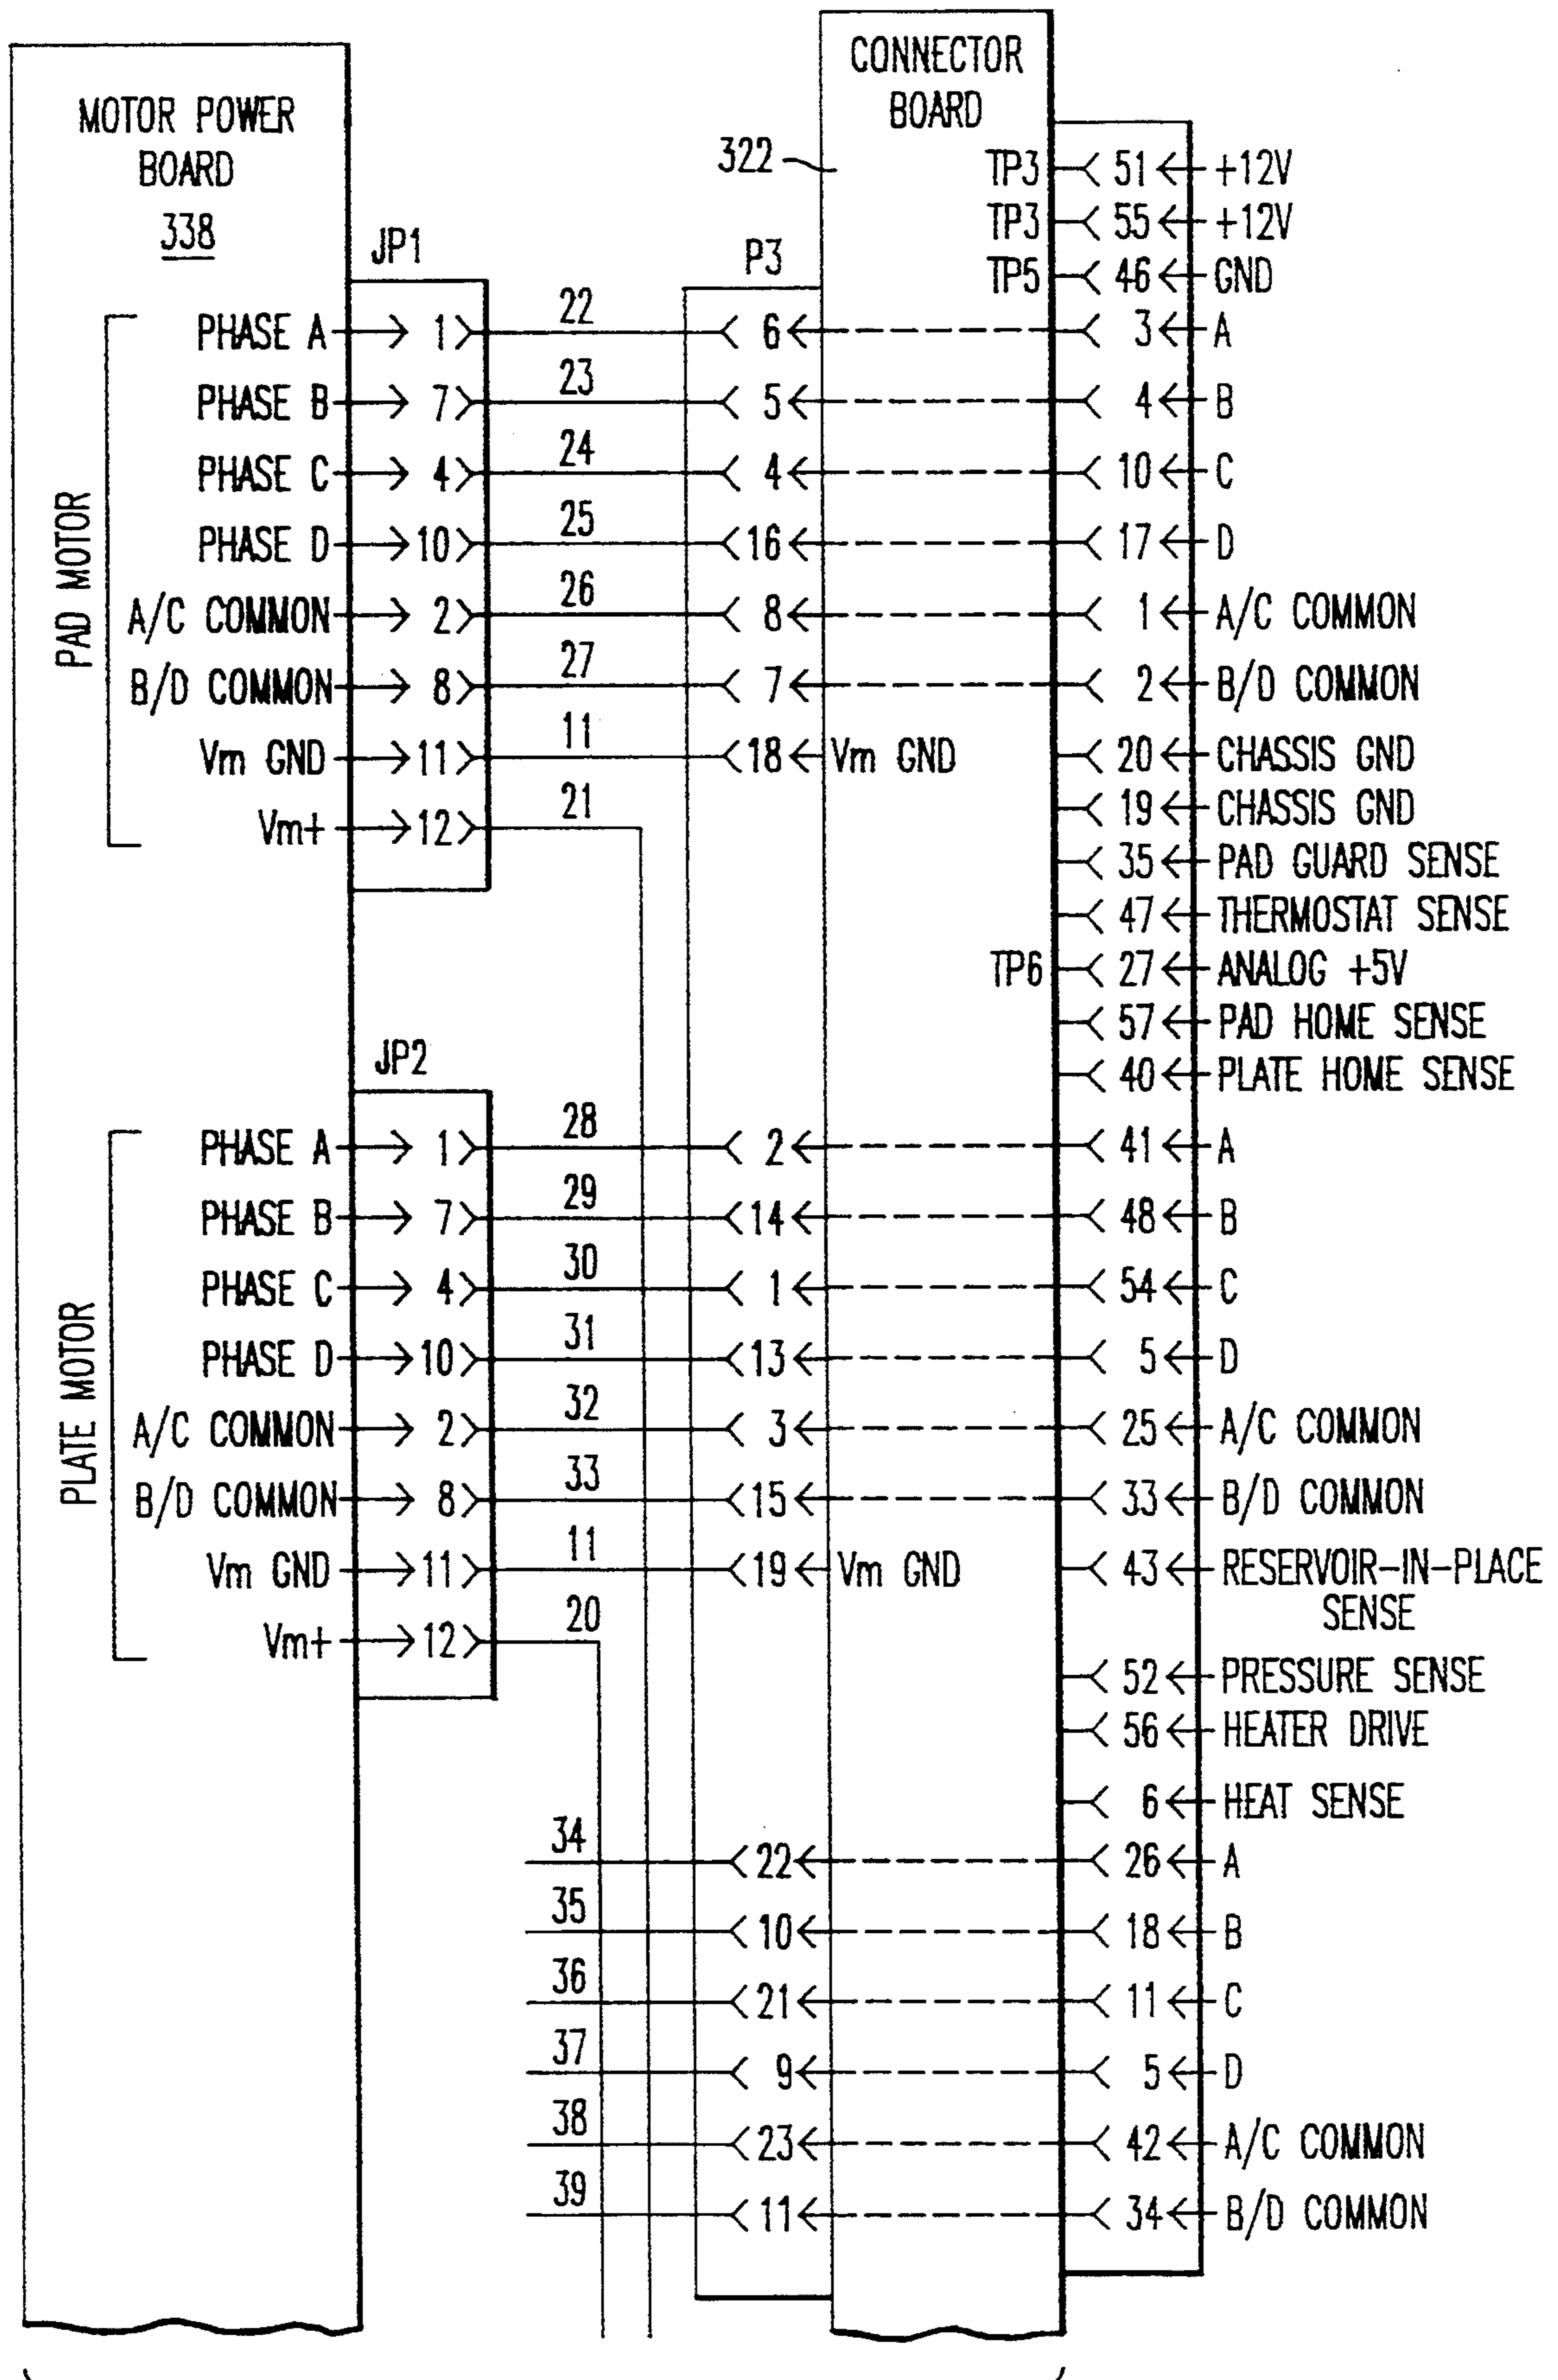 MOTOR POWER
BOARD
338
CONNECTOR
BOARD
322
TP3 51 +12V
TP3 55 +12V
TP5 46 GND
JP1
P3
PAD MOTOR
PHASE A 1 22 6 3 A
PHASE B 7 23 5 4 B
PHASE C 4 24 4 10 C
PHASE D 10 25 16 17 D
A/C COMMON 2 26 8 1 A/C COMMON
B/D COMMON 8 27 7 2 B/D COMMON
Vm GND 11 11 18 Vm GND 20 CHASSIS GND
19 CHASSIS GND
Vm+ 12 21
35 PAD GUARD SENSE
47 THERMOSTAT SENSE
TP6 27 ANALOG +5V
57 PAD HOME SENSE
40 PLATE HOME SENSE
JP2
PLATE MOTOR
PHASE A 1 28 2 41 A
PHASE B 7 29 14 48 B
PHASE C 4 30 1 54 C
PHASE D 10 31 13 5 D
A/C COMMON 2 32 3 25 A/C COMMON
B/D COMMON 8 33 15 33 B/D COMMON
Vm GND 11 11 19 Vm GND 43 RESERVOIR-IN-PLACE
SENSE
Vm+ 12 20
52 PRESSURE SENSE
56 HEATER DRIVE
6 HEAT SENSE
34 22 26 A
35 10 18 B
36 21 11 C
37 9 5 D
38 23 42 A/C COMMON
39 11 34 B/D COMMON